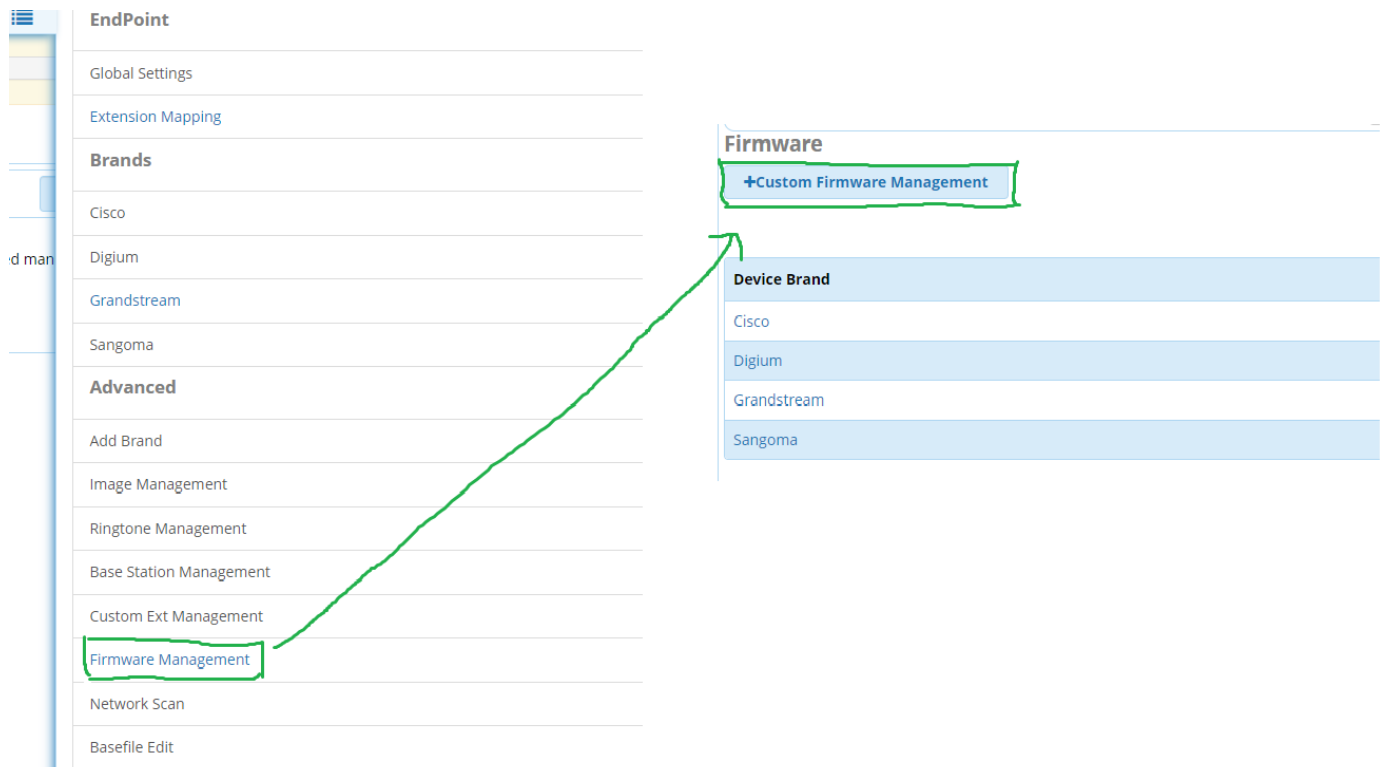 EndPoint
Global Settings
Extension Mapping
Brands
Cisco
Digium
Grandstream
Sangoma
Advanced
Add Brand
Image Management
Ringtone Management
Base Station Management
Custom Ext Management
Firmware Management
Network Scan
Basefile Edit
ed man
Firmware
+Custom Firmware Management
Device Brand
Cisco
Digium
Grandstream
Sangoma